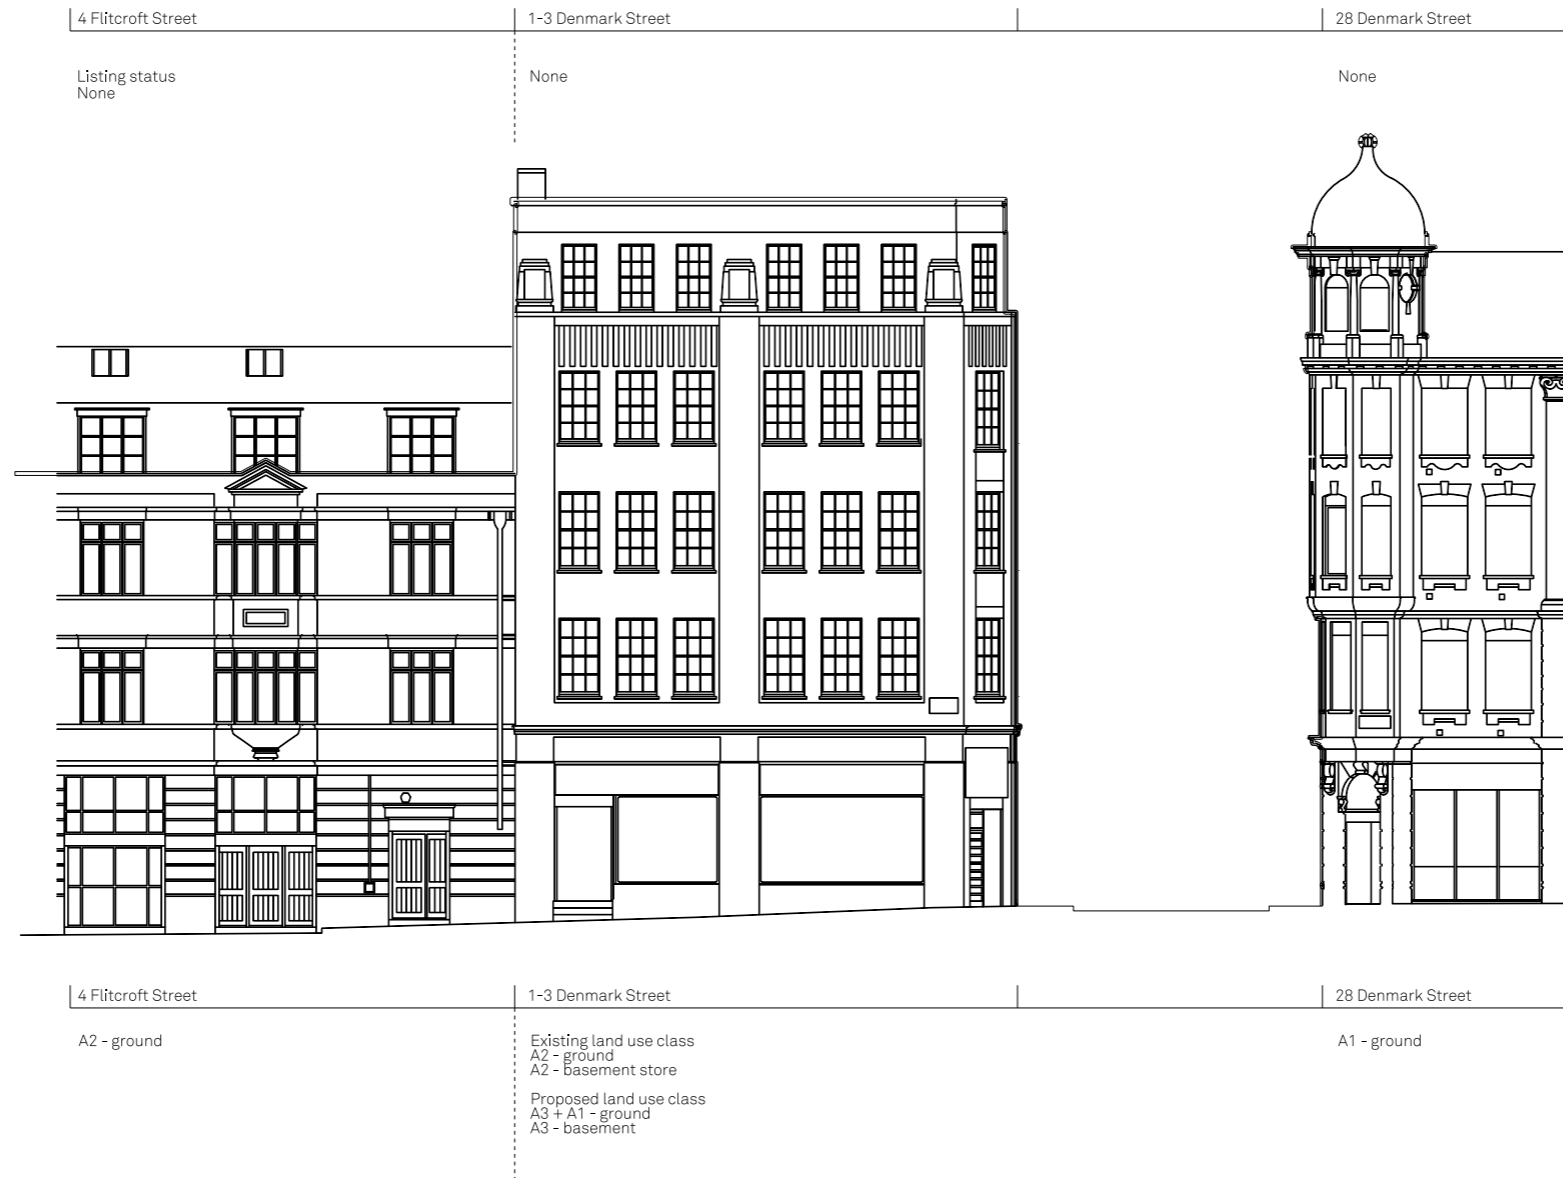 4 Flitcroft Street
1-3 Denmark Street
28 Denmark Street
Listing status
None
None
None
4 Flitcroft Street
1-3 Denmark Street
28 Denmark Street
A2 - ground
Existing land use class
A2 - ground
A2 - basement store
Proposed land use class
A3 + A1 - ground
A3 - basement
A1 - ground